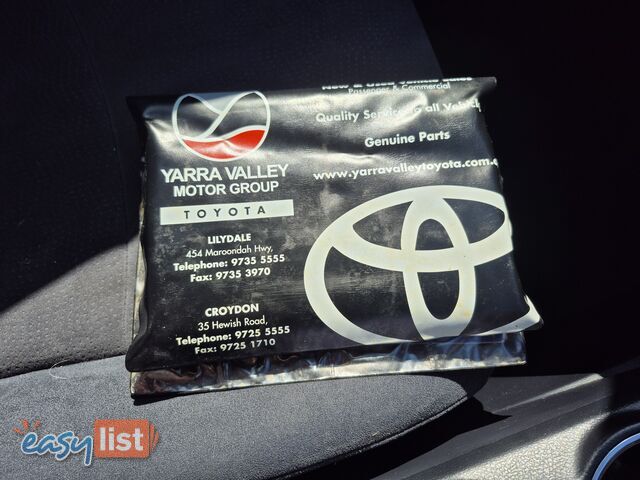 YARRA VALLEY
MOTOR GROUP
TOYOTA
LILYDALE
454 Maroondah Hwy,
Telephone: 9735 5555
Fax: 9735 3970
CROYDON
35 Hewish Road,
Telephone: 9725 5555
Fax: 9725 1710
New & Used Vehicle Sales
Passenger & Commercial
Quality Service to all Vehicl
Genuine Parts
www.yarravalleytoyota.com.
easylist